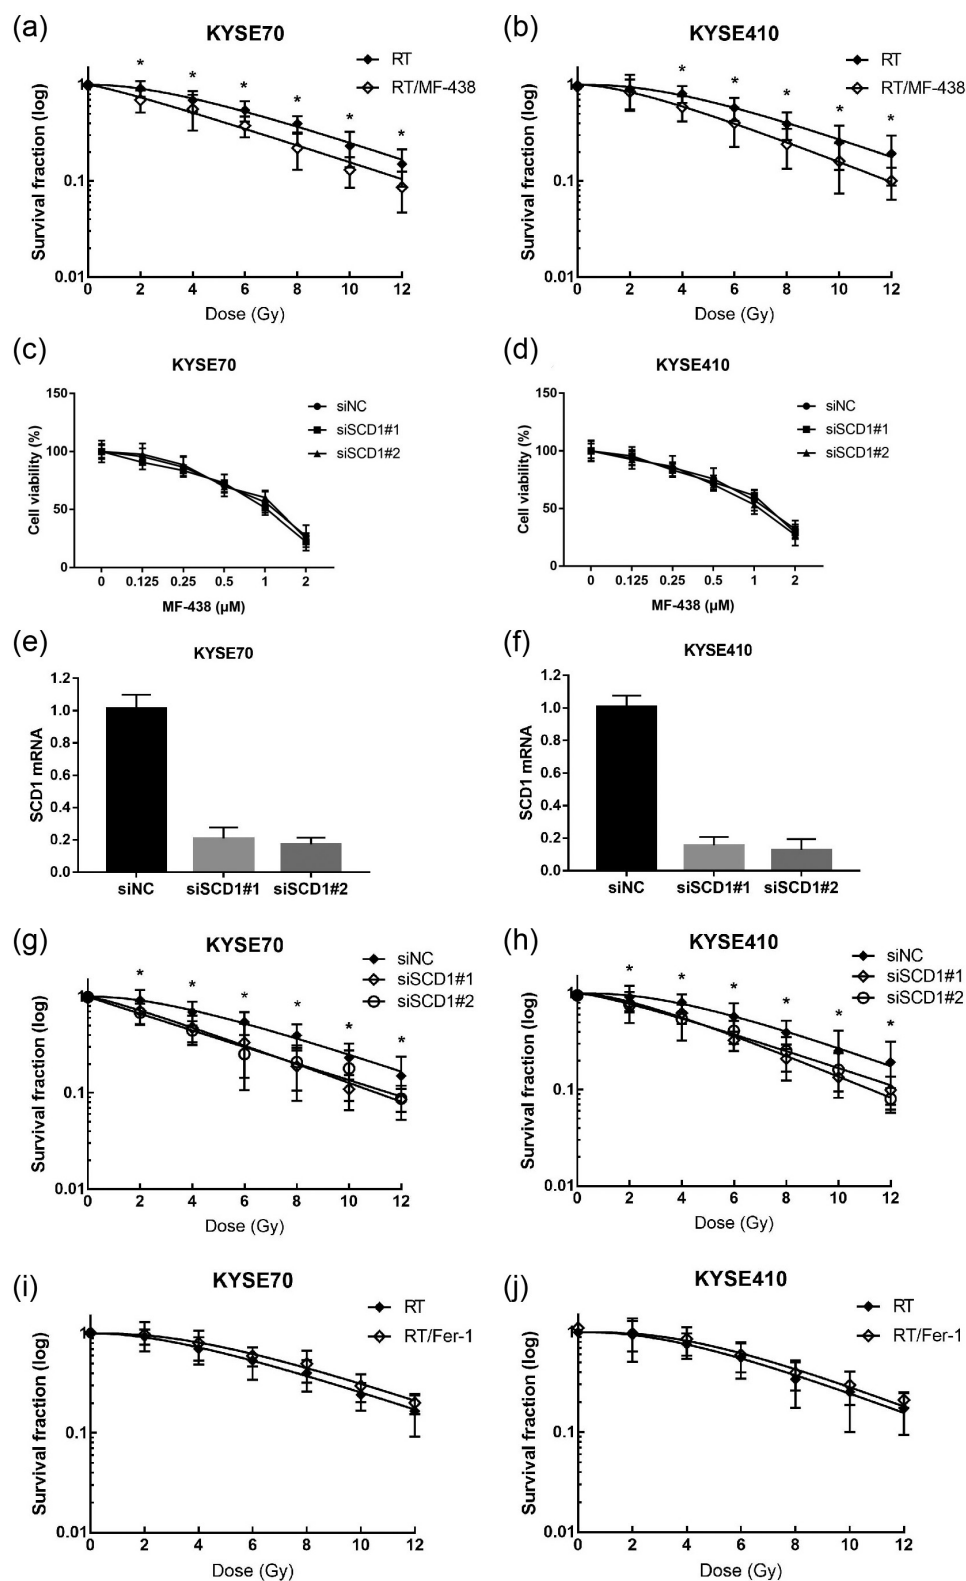 (a)
KYSE70
RT
RT/MF-438
* * * * * *
Survival fraction (log)
1
0.1
0.01
0 2 4 6 8 10 12
Dose (Gy)
(b)
KYSE410
RT
RT/MF-438
* * * * *
Survival fraction (log)
1
0.1
0.01
0 2 4 6 8 10 12
Dose (Gy)
(c)
KYSE70
siNC
siSCD1#1
siSCD1#2
Cell viability (%)
150
100
50
0
0 0.125 0.25 0.5 1 2
MF-438 (µM)
(d)
KYSE410
siNC
siSCD1#1
siSCD1#2
Cell viability (%)
150
100
50
0
0 0.125 0.25 0.5 1 2
MF-438 (µM)
(e)
KYSE70
SCD1 mRNA
1.2
1.0
0.8
0.6
0.4
0.2
0.0
siNC siSCD1#1 siSCD1#2
(f)
KYSE410
SCD1 mRNA
1.2
1.0
0.8
0.6
0.4
0.2
0.0
siNC siSCD1#1 siSCD1#2
(g)
KYSE70
siNC
siSCD1#1
siSCD1#2
* * * * * *
Survival fraction (log)
1
0.1
0.01
0 2 4 6 8 10 12
Dose (Gy)
(h)
KYSE410
siNC
siSCD1#1
siSCD1#2
* * * * * *
Survival fraction (log)
1
0.1
0.01
0 2 4 6 8 10 12
Dose (Gy)
(i)
KYSE70
RT
RT/Fer-1
Survival fraction (log)
1
0.1
0.01
0 2 4 6 8 10 12
Dose (Gy)
(j)
KYSE410
RT
RT/Fer-1
Survival fraction (log)
1
0.1
0.01
0 2 4 6 8 10 12
Dose (Gy)